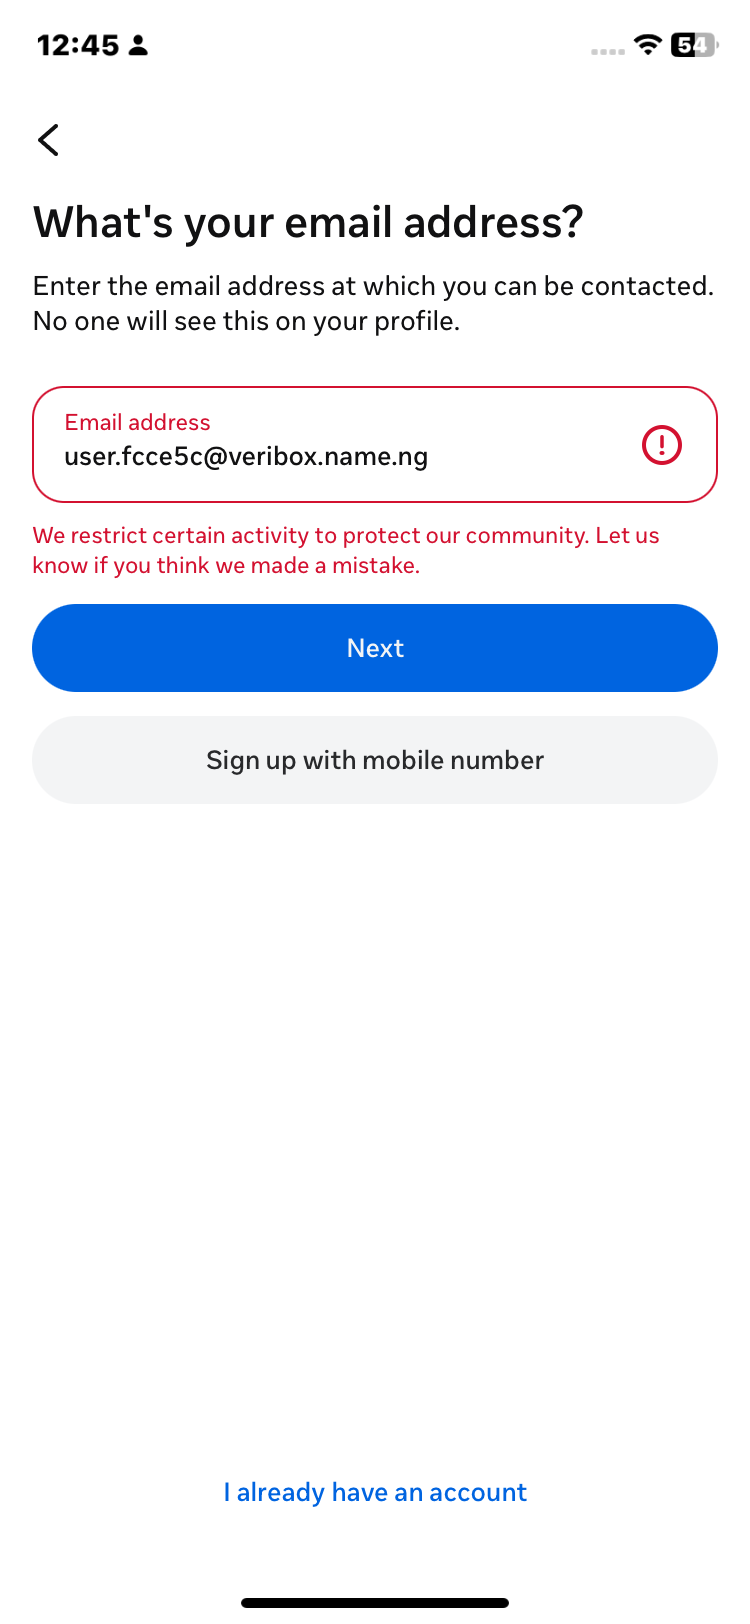 12:45
54
What's your email address?
Enter the email address at which you can be contacted.
No one will see this on your profile.
Email address
user.fcce5c@veribox.name.ng
We restrict certain activity to protect our community. Let us
know if you think we made a mistake.
Next
Sign up with mobile number
I already have an account